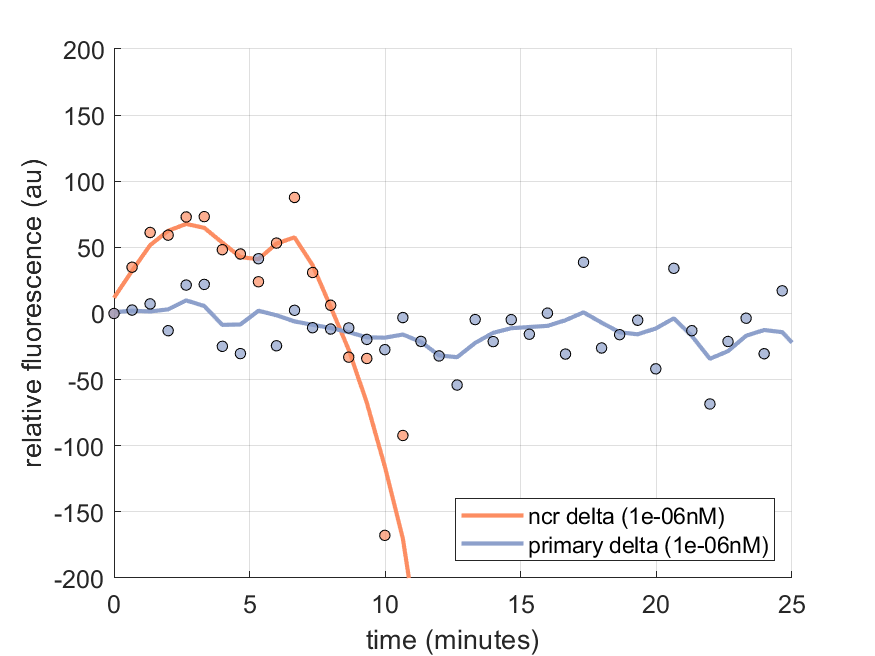 200
150
100
50
0
-50
-100
-150
-200
relative fluorescence (au)
ncr delta (1e-06nM)
primary delta (1e-06nM)
0 5 10 15 20 25
time (minutes)